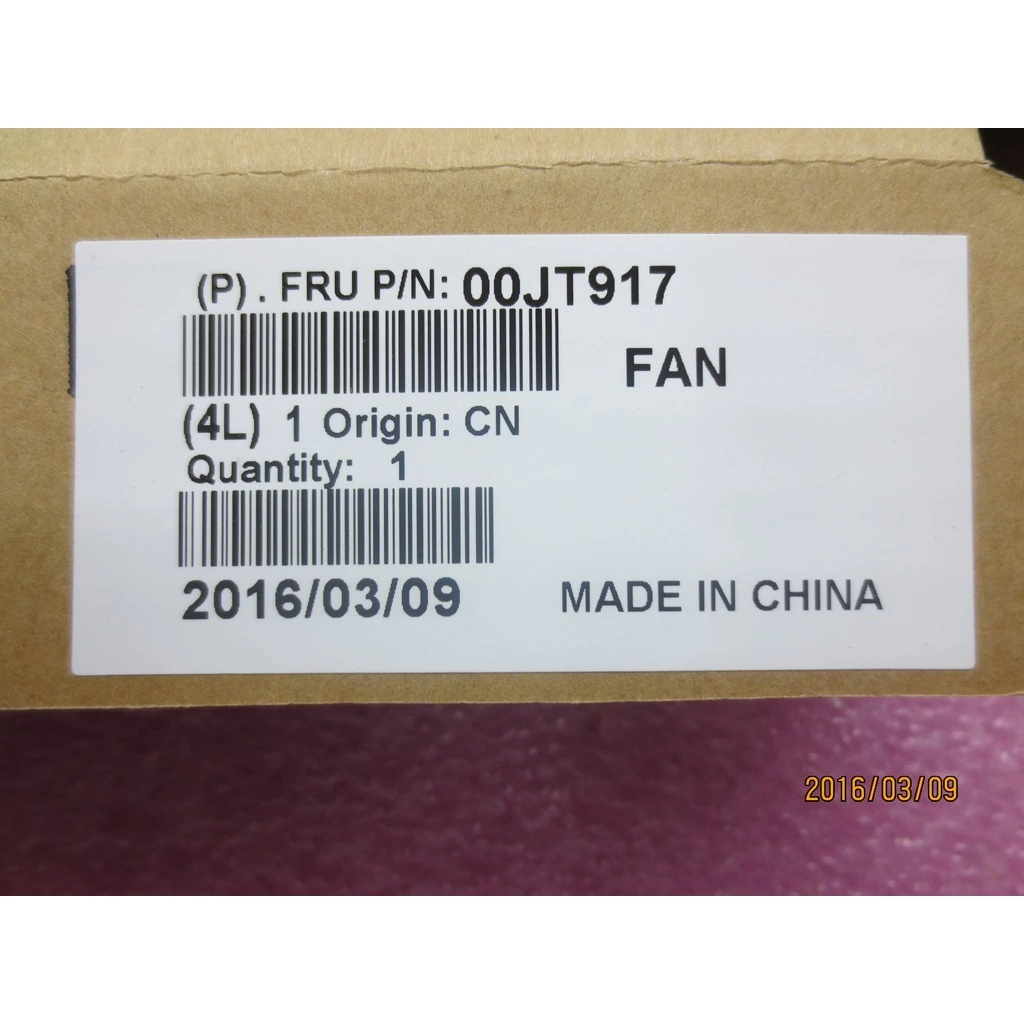 (P) . FRU P/N: 00JT917
FAN
(4L) 1 Origin: CN
Quantity: 1
2016/03/09
MADE IN CHINA
2016/03/09